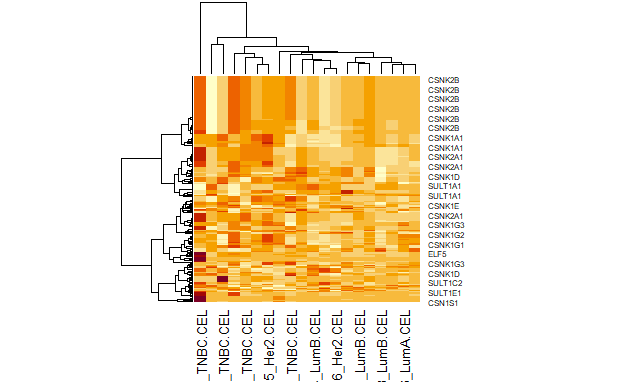 CSNK2B
CSNK2B
CSNK2B
CSNK2B
CSNK2B
CSNK2B
CSNK1A1
CSNK1A1
CSNK2A1
CSNK2A1
CSNK1D
SULT1A1
SULT1A1
CSNK1E
CSNK2A1
CSNK1G3
CSNK1G2
CSNK1G1
ELF5
CSNK1G3
CSNK1D
SULT1C2
SULT1E1
CSN1S1
_TNBC.CEL
_TNBC.CEL
_TNBC.CEL
5_Her2.CEL
_TNBC.CEL
_LumB.CEL
6_Her2.CEL
_LumB.CEL
_LumB.CEL
_LumA.CEL